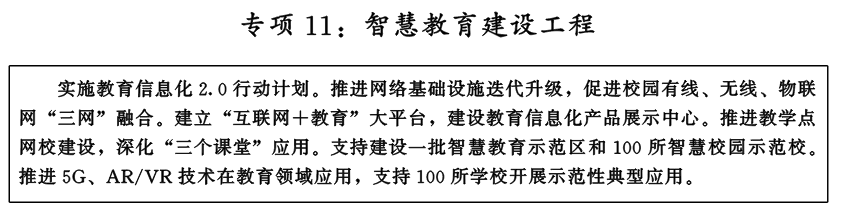 专项 11：智慧教育建设工程
实施教育信息化 2.0 行动计划。推进网络基础设施迭代升级，促进校园有线、无线、物联
网“三网”融合。建立“互联网＋教育”大平台，建设教育信息化产品展示中心。推进教学点
网校建设，深化“三个课堂”应用。支持建设一批智慧教育示范区和 100 所智慧校园示范校。
推进 5G、AR/VR 技术在教育领域应用，支持 100 所学校开展示范性典型应用。